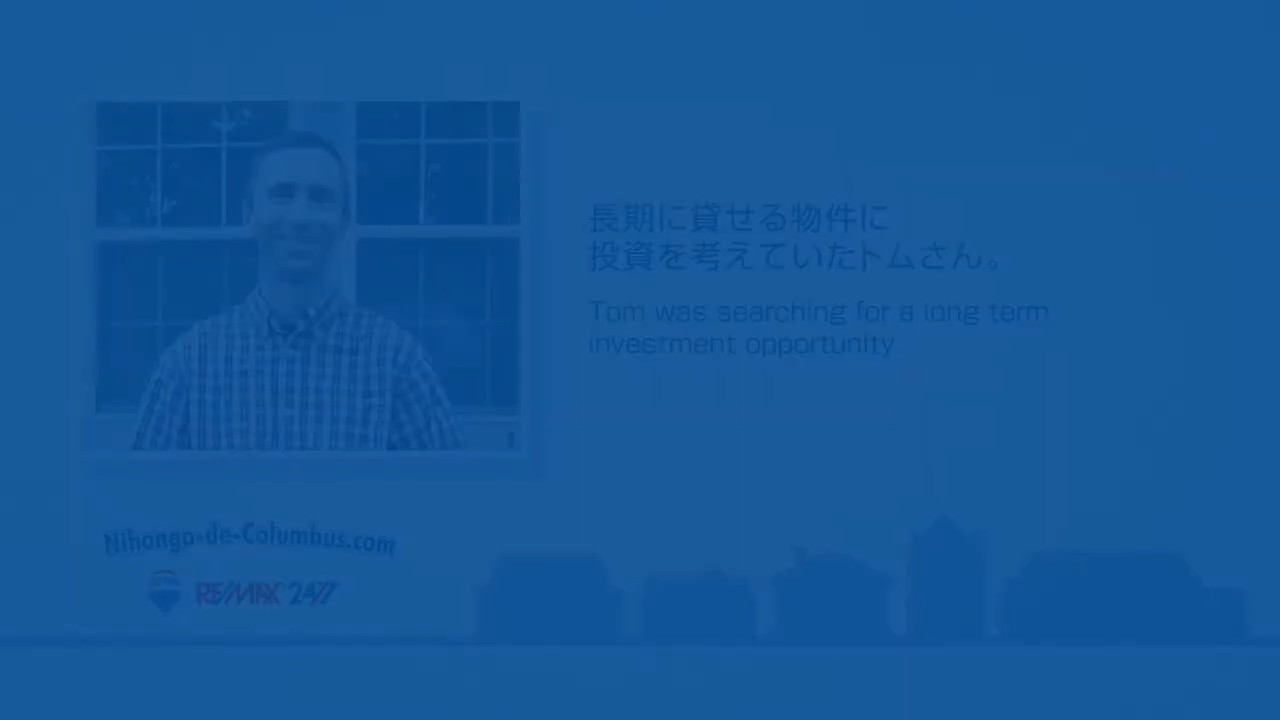 長期に貸せる物件に
投資を考えていたトムさん。
Tom was searching for a long term
invesrment opportunity
Nihongo-de-Columbus.com
RE/MAX 24/7